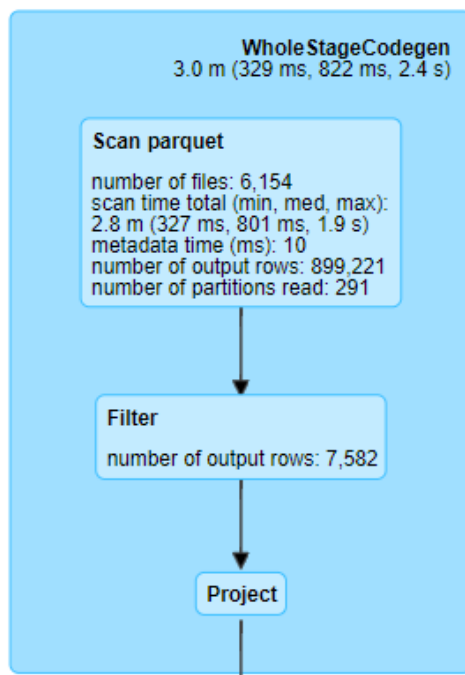 WholeStageCodegen
3.0 m (329 ms, 822 ms, 2.4 s)
Scan parquet
number of files: 6,154
scan time total (min, med, max):
2.8 m (327 ms, 801 ms, 1.9 s)
metadata time (ms): 10
number of output rows: 899,221
number of partitions read: 291
Filter
number of output rows: 7,582
Project